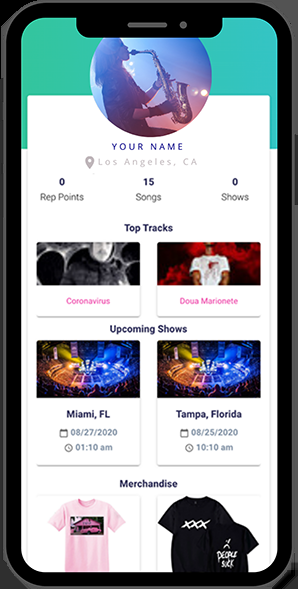 YOUR NAME
Los Angeles, CA
0 15 0
Rep Points Songs Shows
Top Tracks
Coronavirus Doua Marionete
Upcoming Shows
Miami, FL Tampa, Florida
08/27/2020 08/25/2020
01:10 am 10:10 am
Merchandise
XXX
PEOPLE
SUCK